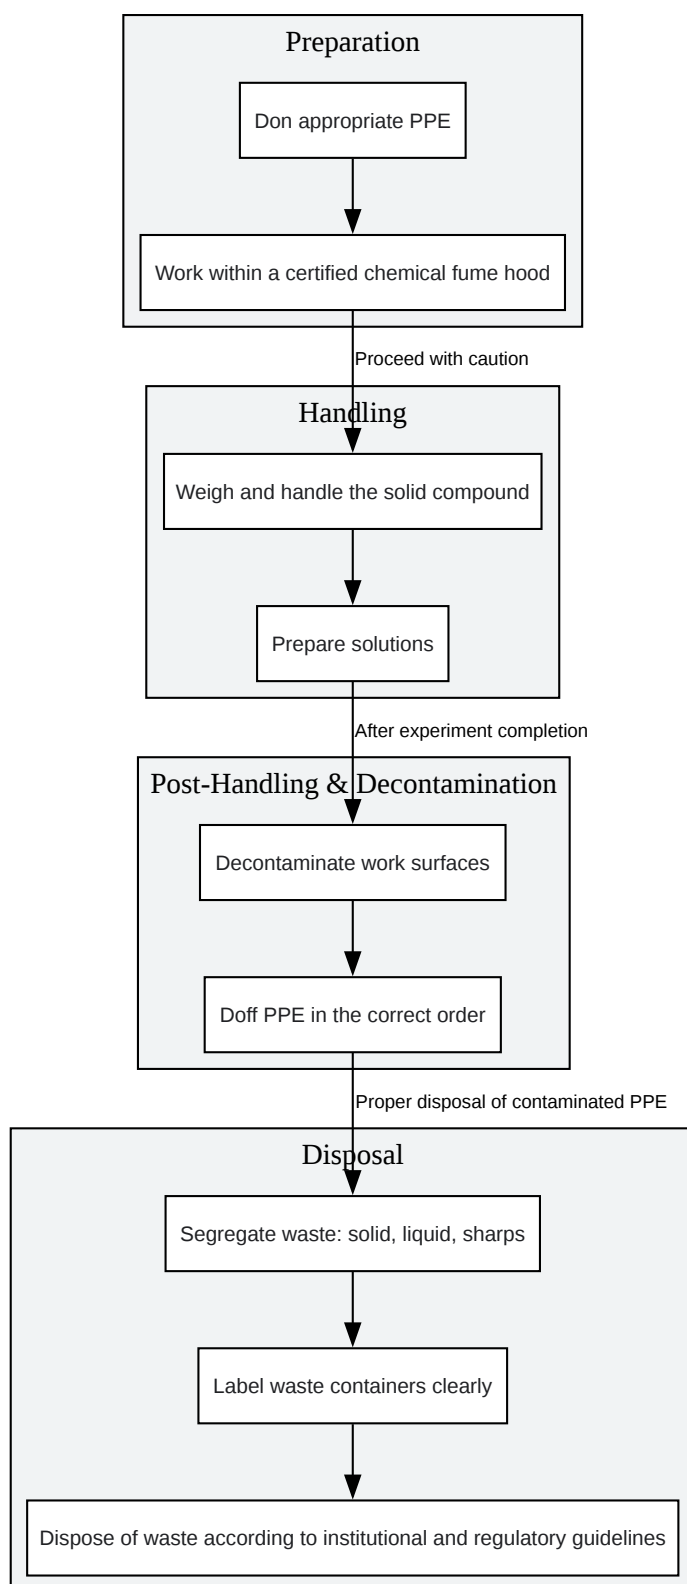 Preparation
Don appropriate PPE
Work within a certified chemical fume hood
Proceed with caution
Handling
Weigh and handle the solid compound
Prepare solutions
After experiment completion
Post-Handling & Decontamination
Decontaminate work surfaces
Doff PPE in the correct order
Proper disposal of contaminated PPE
Disposal
Segregate waste: solid, liquid, sharps
Label waste containers clearly
Dispose of waste according to institutional and regulatory guidelines